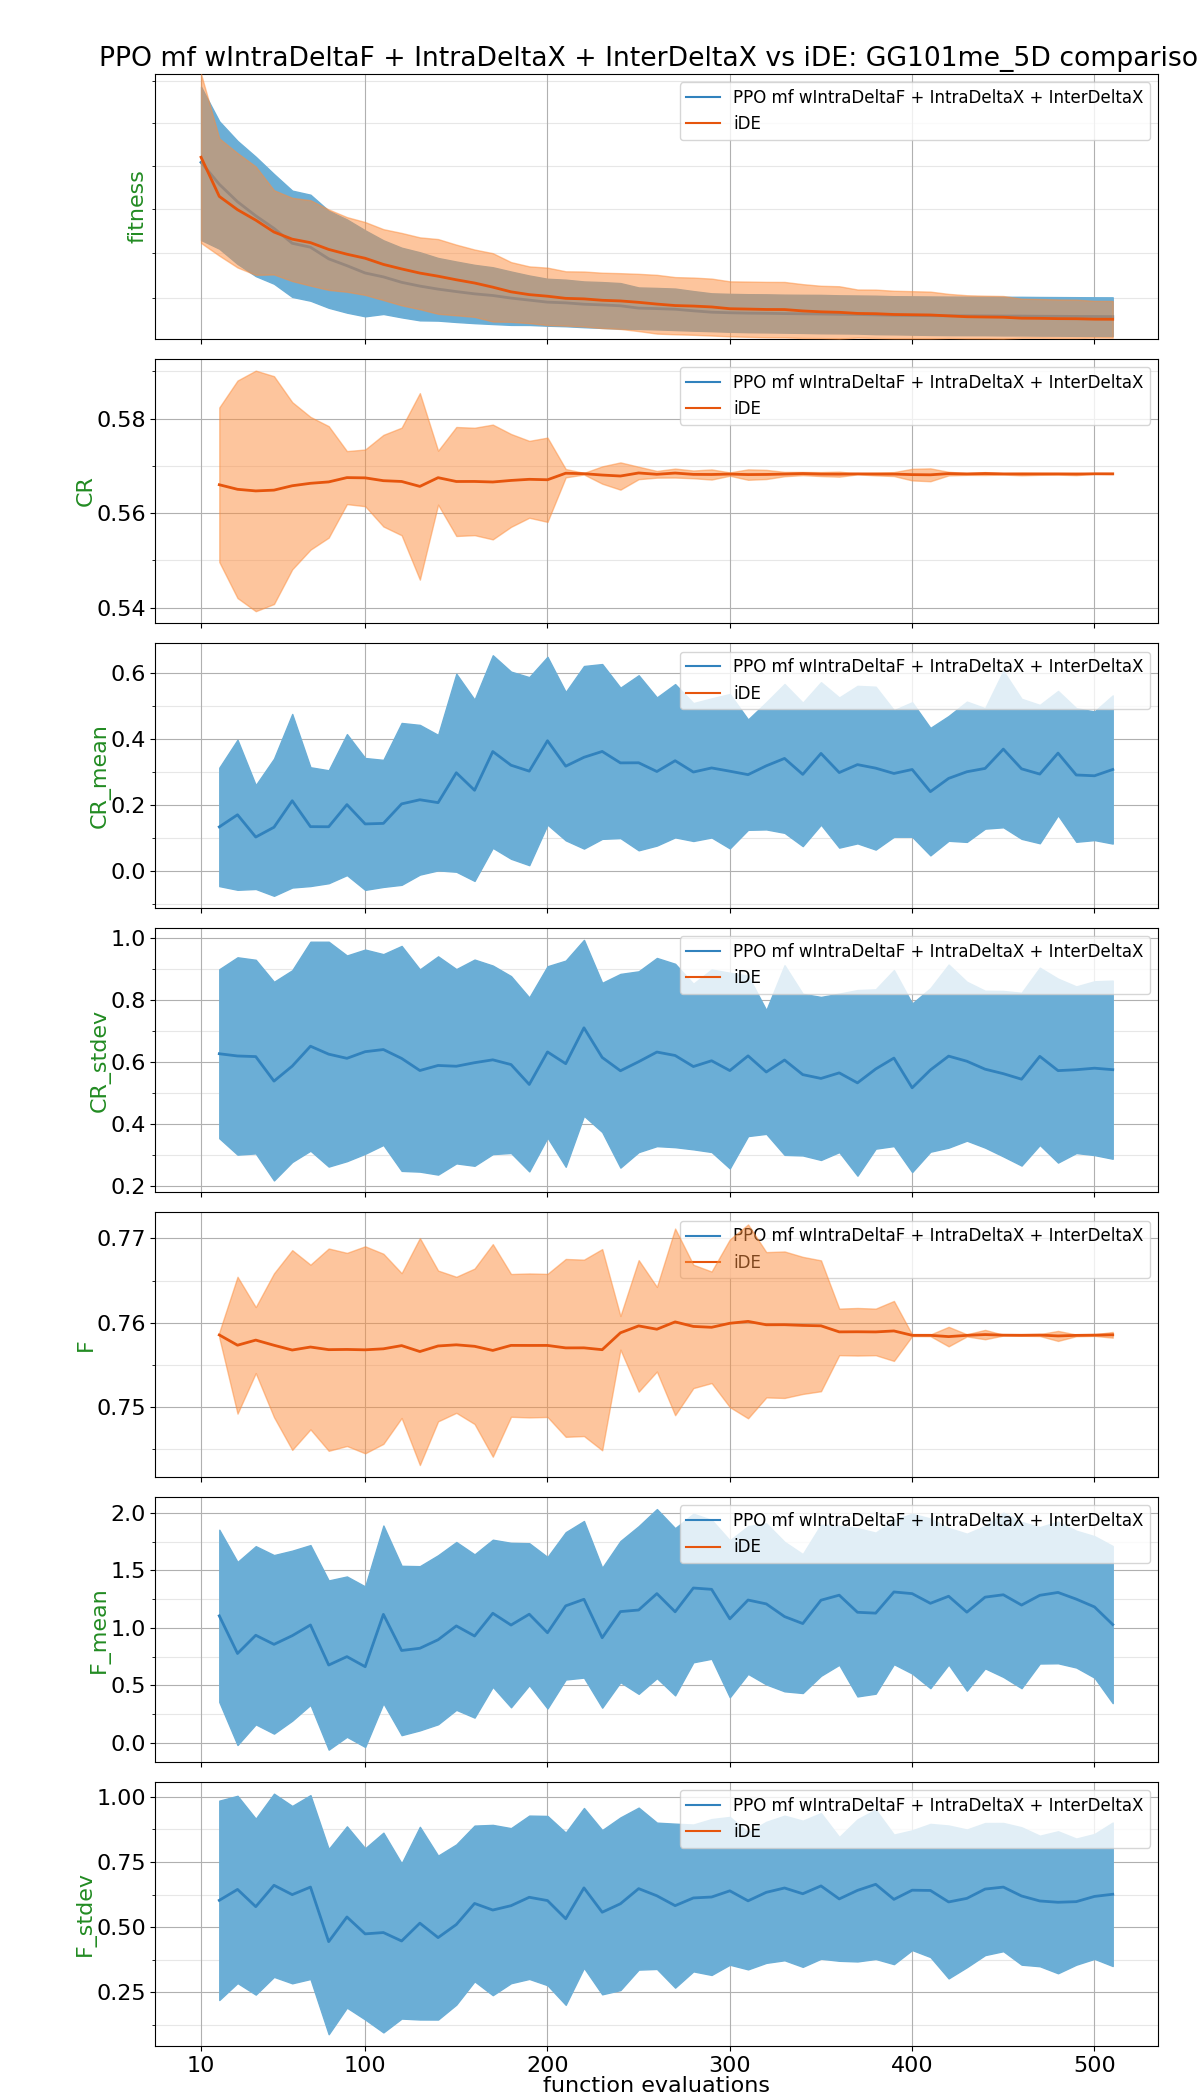 PPO mf wIntraDeltaF + IntraDeltaX + InterDeltaX vs iDE: GG101me_5D compariso
PPO mf wIntraDeltaF + IntraDeltaX + InterDeltaX
iDE
fitness
PPO mf wIntraDeltaF + IntraDeltaX + InterDeltaX
iDE
0.58
0.56
0.54
CR
PPO mf wIntraDeltaF + IntraDeltaX + InterDeltaX
iDE
0.6
0.4
0.2
0.0
CR_mean
PPO mf wIntraDeltaF + IntraDeltaX + InterDeltaX
iDE
1.0
0.8
0.6
0.4
0.2
CR_stdev
PPO mf wIntraDeltaF + IntraDeltaX + InterDeltaX
iDE
0.77
0.76
0.75
F
PPO mf wIntraDeltaF + IntraDeltaX + InterDeltaX
iDE
2.0
1.5
1.0
0.5
0.0
F_mean
PPO mf wIntraDeltaF + IntraDeltaX + InterDeltaX
iDE
1.00
0.75
0.50
0.25
F_stdev
10 100 200 300 400 500
function evaluations